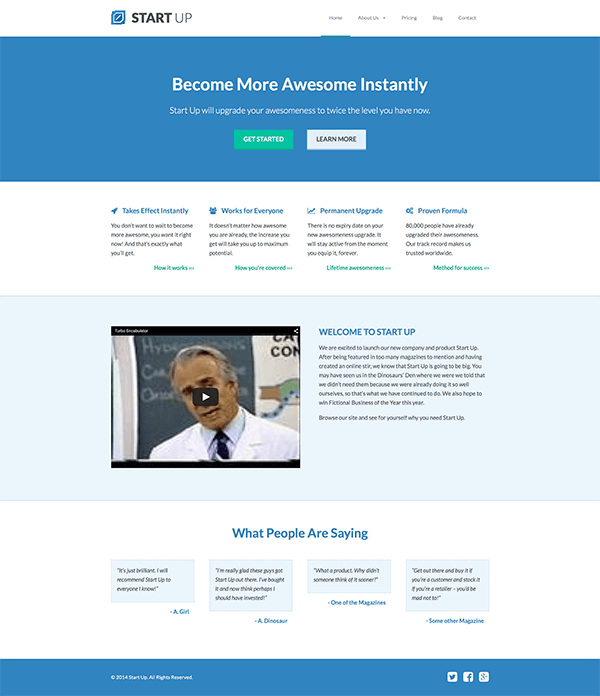 START UP
Home
About Us
Pricing
Blog
Contact
Become More Awesome Instantly
Start Up will upgrade your awesomeness to twice the level you have now.
GET STARTED
LEARN MORE
Takes Effect Instantly
You don't want to wait to become
more awesome, you want it right
now! And that's exactly what
you'll get.
How it works >>
Works for Everyone
It doesn't matter how awesome
you are already, the increase you
get will take you up to maximum
potential.
How you're covered >>
Permanent Upgrade
There is no expiry date on your
new awesomeness upgrade. It
will stay active from the moment
you equip it, forever.
Lifetime awesomeness >>
Proven Formula
80,000 people have already
upgraded their awesomeness.
Our track record makes us
trusted worldwide.
Method for success >>
Turbo Encabulator
WELCOME TO START UP
We are excited to launch our new company and product Start Up.
After being featured in too many magazines to mention and having
created an online stir, we know that Start Up is going to be big. You
may have seen us in the Dinosaurs' Den where we were we told that
we didn't need them because we were already doing it so well
ourselves, so that's what we have continued to do. We also hope to
win Fictional Business of the Year this year.
Browse our site and see for yourself why you need Start Up.
What People Are Saying
"It's just brilliant. I will
recommend Start Up to
everyone I know!"
- A. Girl
"I'm really glad these guys got
Start Up out there. I've bought
it and now think perhaps I
should have invested!"
- A. Dinosaur
"What a product. Why didn't
someone think of it sooner?"
- One of the Magazines
"Get out there and buy it if
you're a customer and stock it
if you're a retailer – you'd be
mad not to!"
- Some other Magazine
© 2014 Start Up. All Rights Reserved.